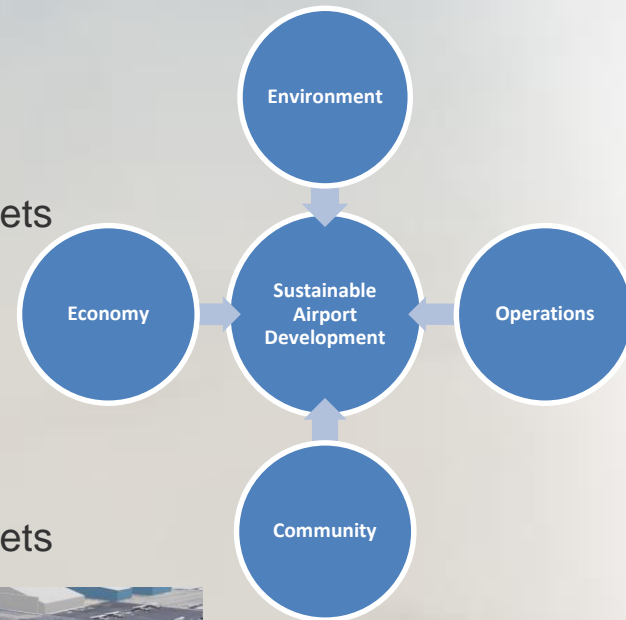 Environment
ets
Economy
Sustainable
Airport
Development
Operations
ets
Community